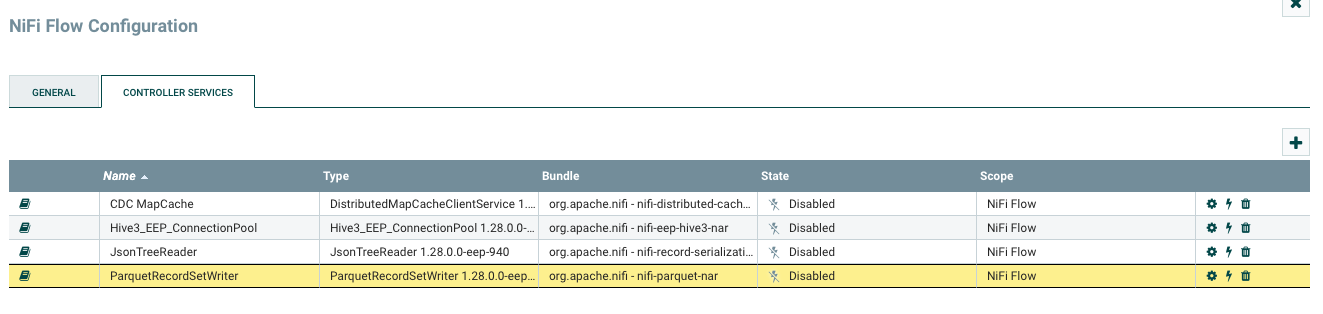 NiFi Flow Configuration
GENERAL CONTROLLER SERVICES
Name Type Bundle State Scope
CDC MapCache DistributedMapCacheClientService 1.... org.apache.nifi - nifi-distributed-cach... Disabled NiFi Flow
Hive3_EEP_ConnectionPool Hive3_EEP_ConnectionPool 1.28.0.0-... org.apache.nifi - nifi-eep-hive3-nar Disabled NiFi Flow
JsonTreeReader JsonTreeReader 1.28.0.0-eep-940 org.apache.nifi - nifi-record-serializati... Disabled NiFi Flow
ParquetRecordSetWriter ParquetRecordSetWriter 1.28.0.0-eep... org.apache.nifi - nifi-parquet-nar Disabled NiFi Flow